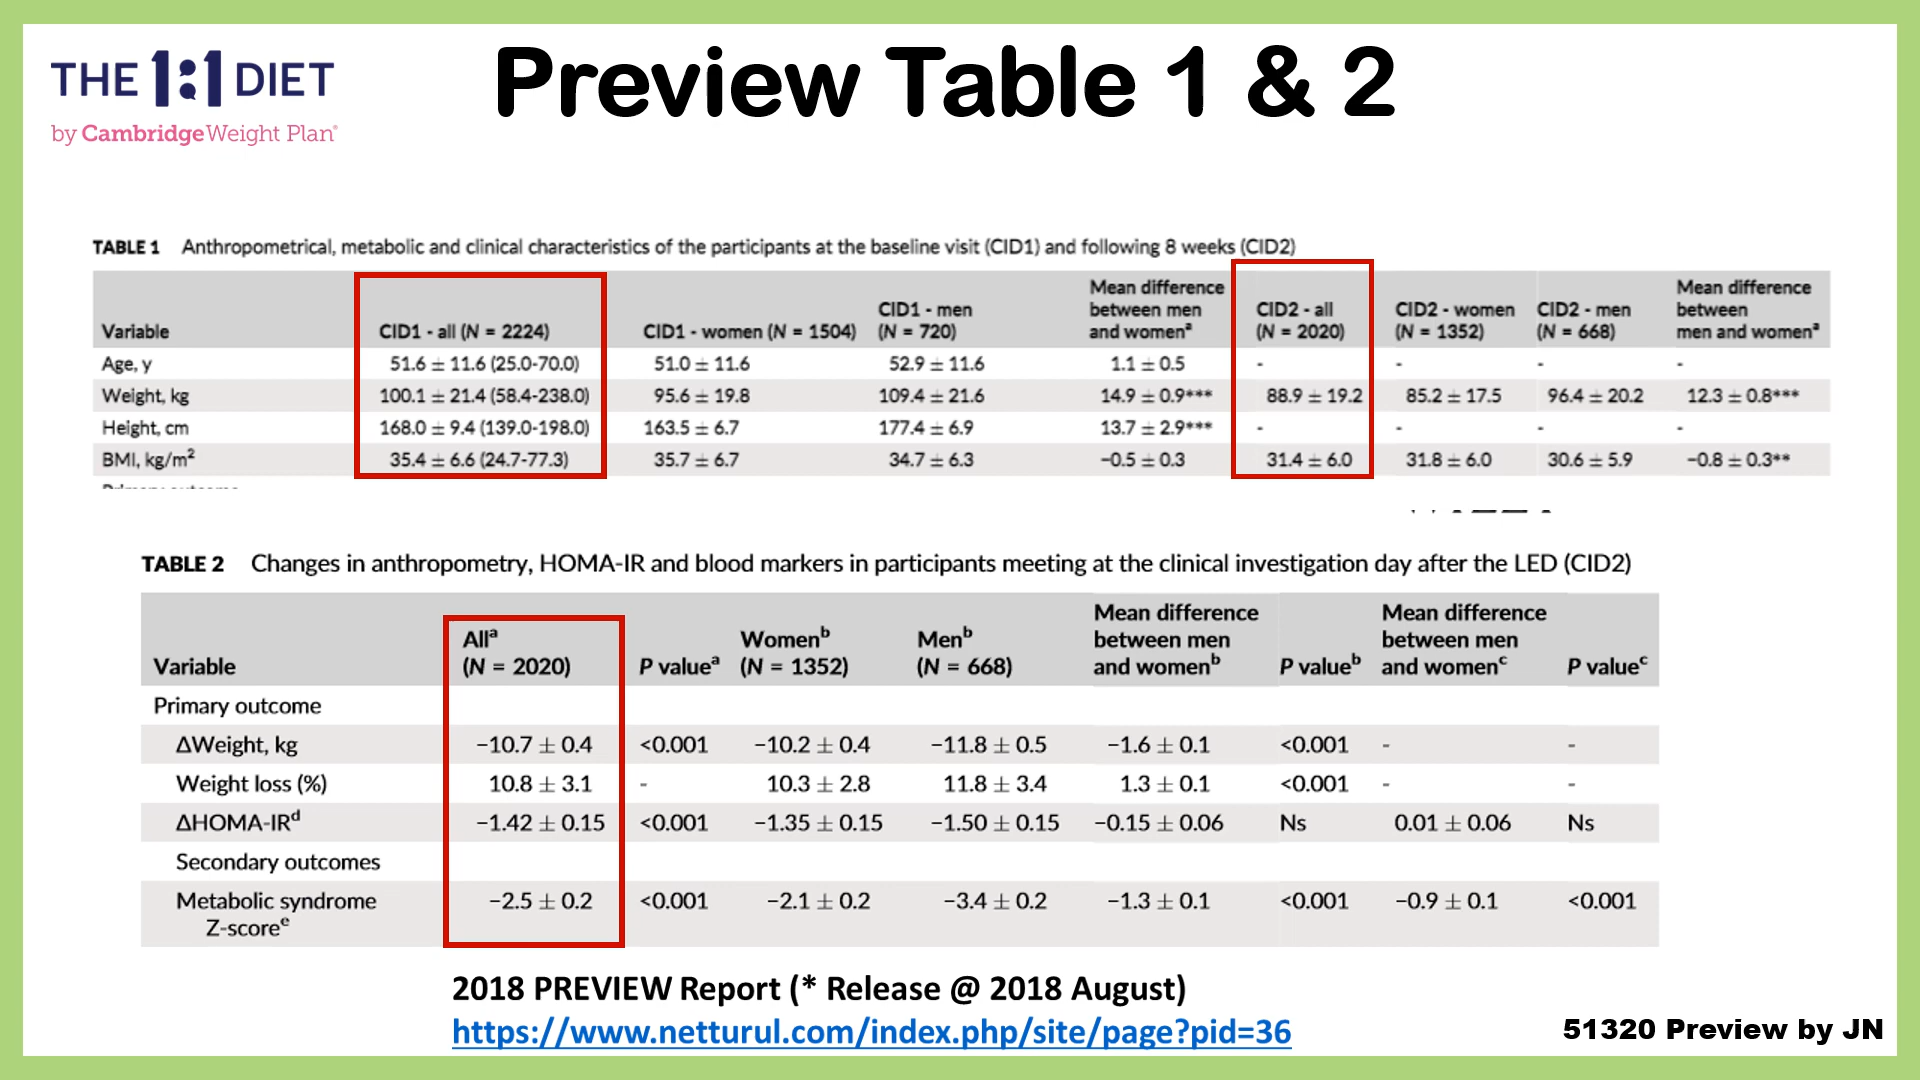 THE 1:1 DIET
by CambridgeWeight Plan®
Preview Table 1 & 2
TABLE 1 Anthropometrical, metabolic and clinical characteristics of the participants at the baseline visit (CID1) and following 8 weeks (CID2)
Variable CID1 - all (N = 2224) CID1 - women (N = 1504) CID1 - men (N = 720) Mean difference between men and womenª CID2 - all (N = 2020) CID2 - women (N = 1352) CID2 - men (N = 668) Mean difference between men and womenª
Age, y 51.6 ± 11.6 (25.0-70.0) 51.0 ± 11.6 52.9 ± 11.6 1.1 ± 0.5 - - - -
Weight, kg 100.1 ± 21.4 (58.4-238.0) 95.6 ± 19.8 109.4 ± 21.6 14.9 ± 0.9*** 88.9 ± 19.2 85.2 ± 17.5 96.4 ± 20.2 12.3 ± 0.8***
Height, cm 168.0 ± 9.4 (139.0-198.0) 163.5 ± 6.7 177.4 ± 6.9 13.7 ± 2.9*** - - - -
BMI, kg/m² 35.4 ± 6.6 (24.7-77.3) 35.7 ± 6.7 34.7 ± 6.3 −0.5 ± 0.3 31.4 ± 6.0 31.8 ± 6.0 30.6 ± 5.9 −0.8 ± 0.3**
TABLE 2 Changes in anthropometry, HOMA-IR and blood markers in participants meeting at the clinical investigation day after the LED (CID2)
Variable Allª (N = 2020) P valueª Womenᵇ (N = 1352) Menᵇ (N = 668) Mean difference between men and womenᵇ P valueᵇ Mean difference between men and womenᶜ P valueᶜ
Primary outcome
ΔWeight, kg −10.7 ± 0.4 <0.001 −10.2 ± 0.4 −11.8 ± 0.5 −1.6 ± 0.1 <0.001 - -
Weight loss (%) 10.8 ± 3.1 - 10.3 ± 2.8 11.8 ± 3.4 1.3 ± 0.1 <0.001 - -
ΔHOMA-IRᵈ −1.42 ± 0.15 <0.001 −1.35 ± 0.15 −1.50 ± 0.15 −0.15 ± 0.06 Ns 0.01 ± 0.06 Ns
Secondary outcomes
Metabolic syndrome −2.5 ± 0.2 <0.001 −2.1 ± 0.2 −3.4 ± 0.2 −1.3 ± 0.1 <0.001 −0.9 ± 0.1 <0.001
Z-scoreᵉ
2018 PREVIEW Report (* Release @ 2018 August)
https://www.netturul.com/index.php/site/page?pid=36
51320 Preview by JN